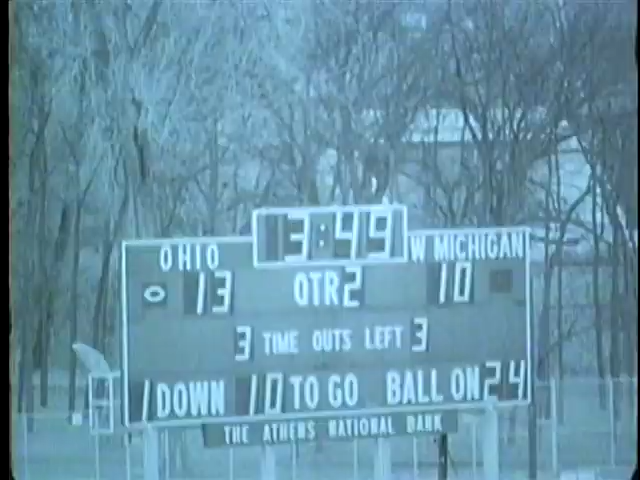 3:49
OHIO W MICHIGAN
13 QTR 2 10
3 TIME OUTS LEFT 3
1 DOWN 10 TO GO BALL ON 24
THE ATHENS NATIONAL BANK